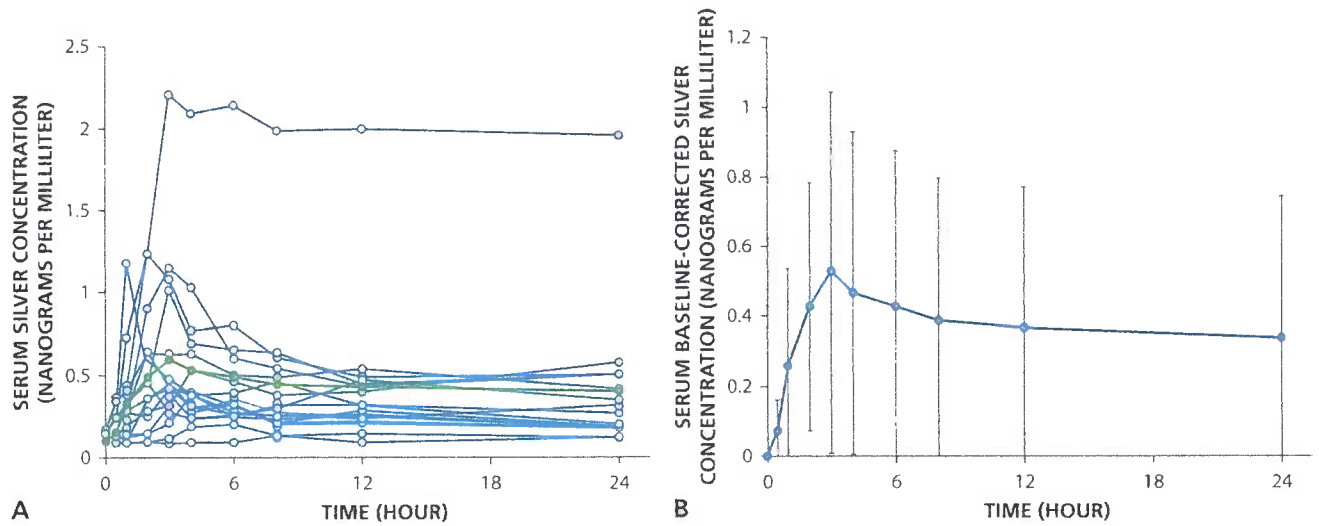 SERUM SILVER CONCENTRATION
(NANOGRAMS PER MILLILITER)
2.5
2
1.5
1
0.5
0
0
6
12
18
24
TIME (HOUR)
A
SERUM BASELINE-CORRECTED SILVER
CONCENTRATION (NANOGRAMS PER MILLILITER)
1.2
1
0.8
0.6
0.4
0.2
0
0
6
12
18
24
TIME (HOUR)
B